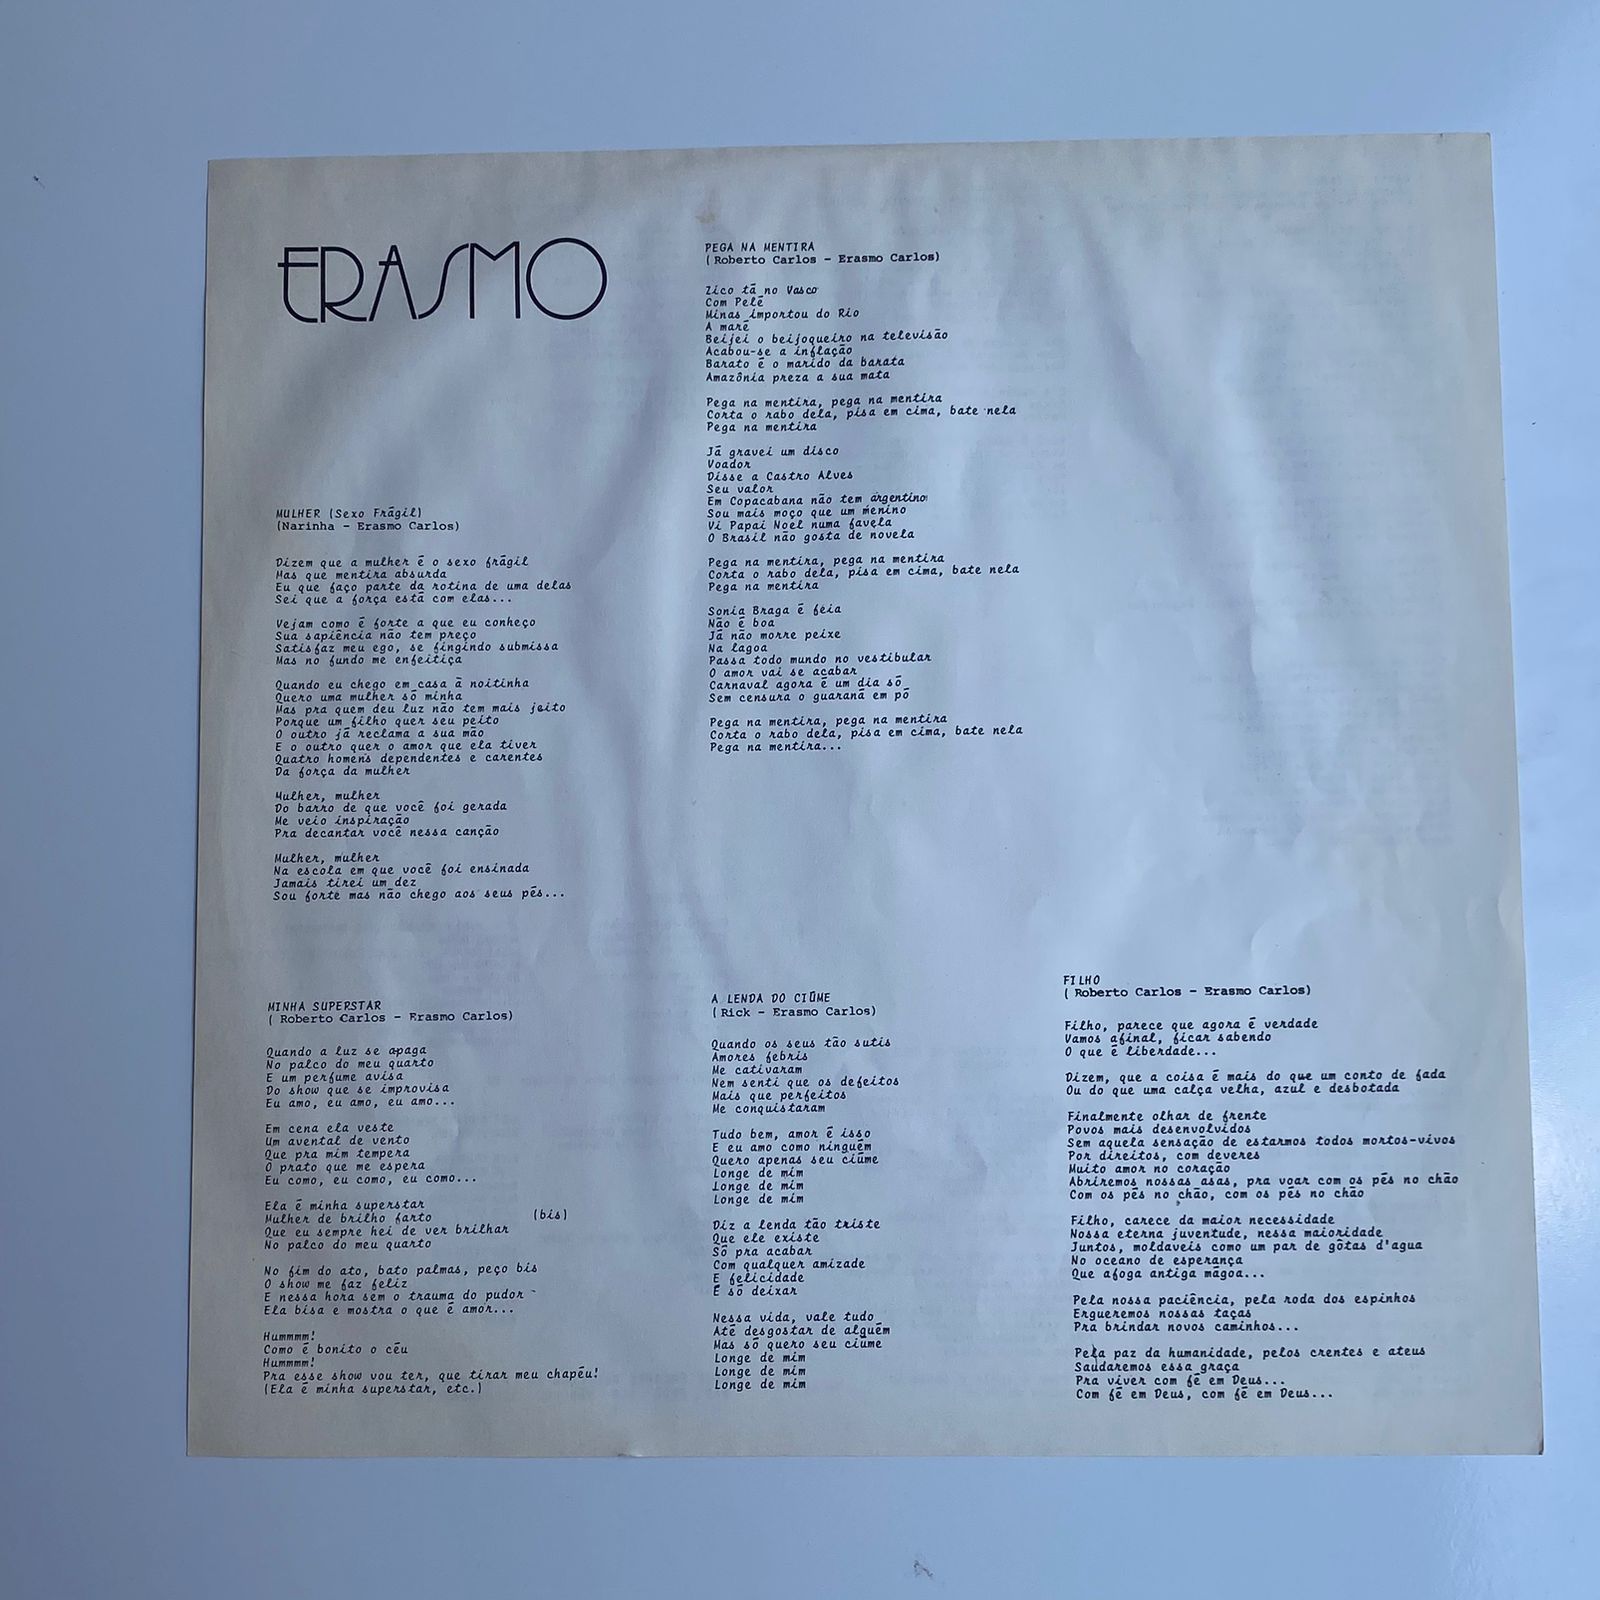 ERASMO
MULHER (Sexo Frágil)
(Narinha - Erasmo Carlos)
Dizem que a mulher é o sexo frágil
Mas que mentira absurda
Eu que faço parte da rotina de uma delas
Sei que a força está com elas...
Vejam como é forte a que eu conheço
Sua sapiência não tem preço
Satisfaz meu ego, se fingindo submissa
Mas no fundo me enfeitiça
Quando eu chego em casa à noitinha
Quero uma mulher só minha
Mas pra quem deu luz não tem mais jeito
Porque um filho quer seu peito
O outro já reclama a sua mão
E o outro quer o amor que ela tiver
Quatro homens dependentes e carentes
Da força da mulher
Mulher, mulher
Do barro de que você foi gerada
Me veio inspiração
Pra decantar você nessa canção
Mulher, mulher
Na escola em que você foi ensinada
Jamais tirei um dez
Sou forte mas não chego aos seus pés...
PEGA NA MENTIRA
(Roberto Carlos - Erasmo Carlos)
Zico tá no Vasco
Com Pelé
Minas importou do Rio
A maré
Beijei o beijoqueiro na televisão
Acabou-se a inflação
Barato é o marido da barata
Amazônia preza a sua mata
Pega na mentira, pega na mentira
Corta o rabo dela, pisa em cima, bate nela
Pega na mentira
Já gravei um disco
Voador
Disse a Castro Alves
Seu valor
Em Copacabana não tem argentino
Sou mais moço que um menino
Vi Papai Noel numa favela
O Brasil não gosta de novela
Pega na mentira, pega na mentira
Corta o rabo dela, pisa em cima, bate nela
Pega na mentira
Sonia Braga é feia
Não é boa
Já não morre peixe
Na lagoa
Passa todo mundo no vestibular
O amor vai se acabar
Carnaval agora é um dia só
Sem censura o guaraná em pó
Pega na mentira, pega na mentira
Corta o rabo dela, pisa em cima, bate nela
Pega na mentira...
MINHA SUPERSTAR
( Roberto Carlos - Erasmo Carlos)
Quando a luz se apaga
No palco do meu quarto
E um perfume avisa
Do show que se improvisa
Eu amo, eu amo, eu amo...
Em cena ela veste
Um avental de vento
Que pra mim tempera
O prato que me espera
Eu como, eu como, eu como...
Ela é minha superstar
Mulher de brilho farto (bis)
Que eu sempre hei de ver brilhar
No palco do meu quarto
No fim do ato, bato palmas, peço bis
O show me faz feliz
E nessa hora sem o trauma do pudor
Ela bisa e mostra o que é amor...
Hummmm!
Como é bonito o céu
Hummmm!
Pra esse show vou ter, que tirar meu chapéu!
(Ela é minha superstar, etc.)
A LENDA DO CIÚME
(Rick - Erasmo Carlos)
Quando os seus tão sutis
Amores febris
Me cativaram
Nem senti que os defeitos
Mais que perfeitos
Me conquistaram
Tudo bem, amor é isso
E eu amo como ninguém
Quero apenas seu ciúme
Longe de mim
Longe de mim
Longe de mim
Diz a lenda tão triste
Que ele existe
Só pra acabar
Com qualquer amizade
E felicidade
É só deixar
Nessa vida, vale tudo
Até desgostar de alguém
Mas só quero seu ciúme
Longe de mim
Longe de mim
Longe de mim
FILHO
( Roberto Carlos - Erasmo Carlos)
Filho, parece que agora é verdade
Vamos afinal, ficar sabendo
O que é liberdade...
Dizem, que a coisa é mais do que um conto de fada
Ou do que uma calça velha, azul e desbotada
Finalmente olhar de frente
Povos mais desenvolvidos
Sem aquela sensação de estarmos todos mortos-vivos
Por direitos, com deveres
Muito amor no coração
Abriremos nossas asas, pra voar com os pés no chão
Com os pés no chão, com os pés no chão
Filho, carece da maior necessidade
Nossa eterna juventude, nessa maioridade
Juntos, moldaveis como um par de gôtas d'agua
No oceano de esperança
Que afoga antiga mágoa...
Pela nossa paciência, pela roda dos espinhos
Ergueremos nossas taças
Pra brindar novos caminhos...
Pela paz da humanidade, pelos crentes e ateus
Saudaremos essa graça
Pra viver com fé em Deus...
Com fé em Deus, com fé em Deus...